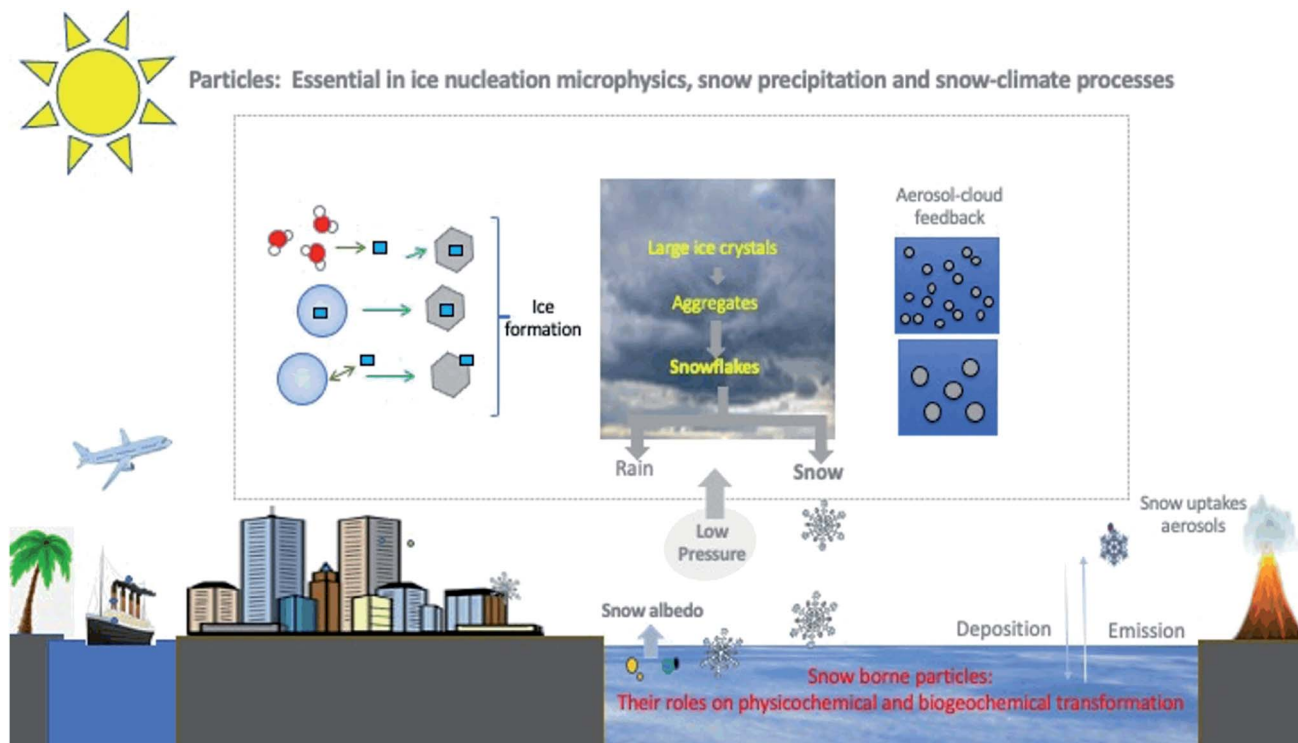 Particles: Essential in ice nucleation microphysics, snow precipitation and snow-climate processes
Ice
formation
Large ice crystals
Aggregates
Snowflakes
Rain
Snow
Aerosol-cloud
feedback
Low
Pressure
Snow uptakes
aerosols
Snow albedo
Deposition
Emission
Snow borne particles:
Their roles on physicochemical and biogeochemical transformation